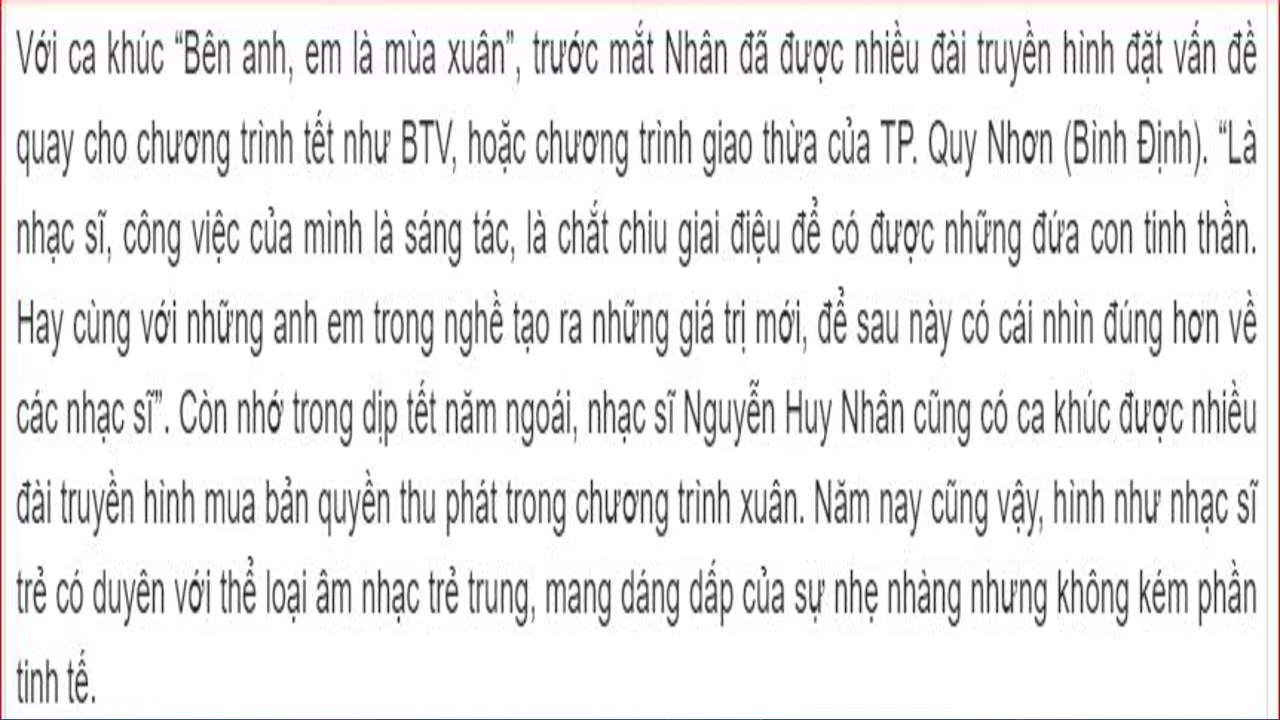 Với ca khúc “Bên anh, em là mùa xuân”, trước mắt Nhân đã được nhiều đài truyền hình đặt vấn đề
quay cho chương trình tết như BTV, hoặc chương trình giao thừa của TP. Quy Nhơn (Bình Định). “Là
nhạc sĩ, công việc của mình là sáng tác, là chắt chiu giai điệu để có được những đứa con tinh thần.
Hay cùng với những anh em trong nghề tạo ra những giá trị mới, để sau này có cái nhìn đúng hơn về
các nhạc sĩ”. Còn nhớ trong dịp tết năm ngoái, nhạc sĩ Nguyễn Huy Nhân cũng có ca khúc được nhiều
đài truyền hình mua bản quyền thu phát trong chương trình xuân. Năm nay cũng vậy, hình như nhạc sĩ
trẻ có duyên với thể loại âm nhạc trẻ trung, mang dáng dấp của sự nhẹ nhàng nhưng không kém phần
tinh tế.